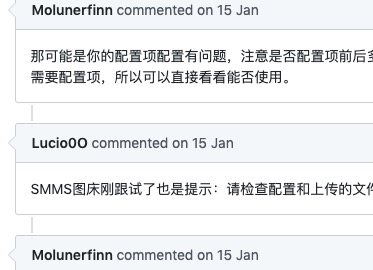 Molunerfinn commented on 15 Jan
那可能是你的配置项配置有问题，注意是否配置项前后
需要配置项，所以可以直接看看能否使用。
Lucio0O commented on 15 Jan
SMMS图床刚跟试了也是提示：请检查配置和上传的文
Molunerfinn commented on 15 Jan